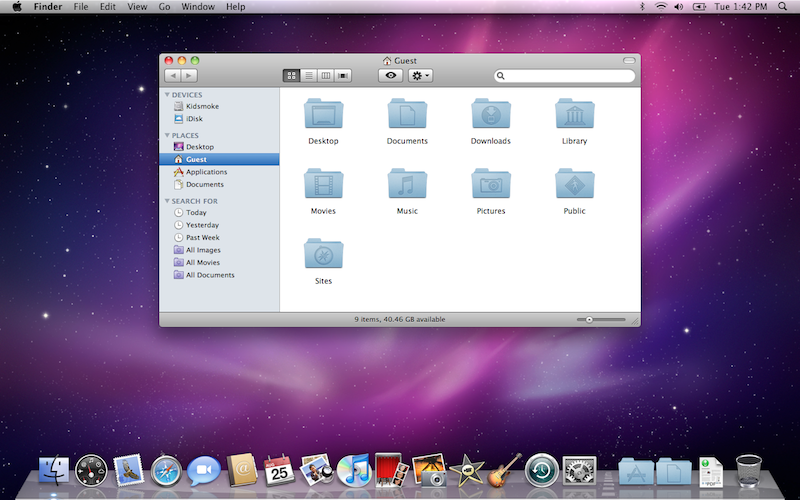 Finder File Edit View Go Window Help Tue 1:42 PM
Guest
DEVICES
Kidsmoke
iDisk
PLACES
Desktop
Guest
Applications
Documents
SEARCH FOR
Today
Yesterday
Past Week
All Images
All Movies
All Documents
Desktop Documents Downloads Library
Movies Music Pictures Public
Sites
9 items, 40.46 GB available
25
PDF